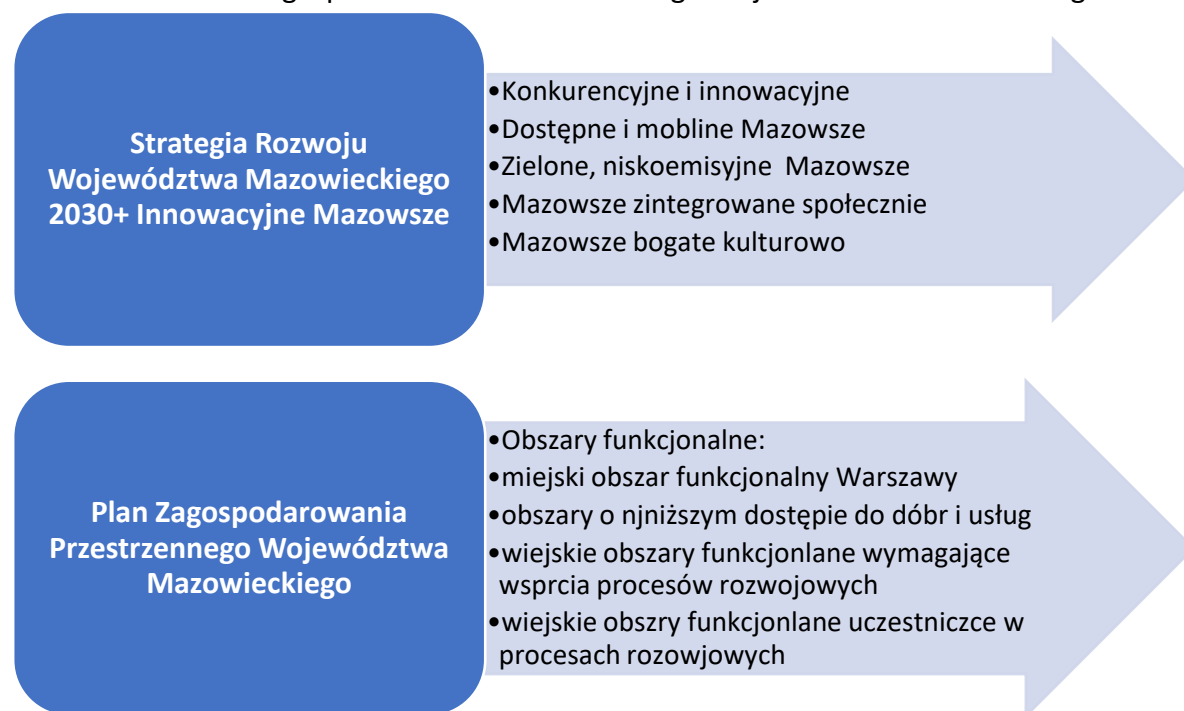 Strategia Rozwoju
Województwa Mazowieckiego
2030+ Innowacyjne Mazowsze
•Konkurencyjne i innowacyjne
•Dostępne i mobline Mazowsze
•Zielone, niskoemisyjne Mazowsze
•Mazowsze zintegrowane społecznie
•Mazowsze bogate kulturowo
Plan Zagospodarowania
Przestrzennego Województwa
Mazowieckiego
•Obszary funkcjonalne:
•miejski obszar funkcjonalny Warszawy
•obszary o njniższym dostępie do dóbr i usług
•wiejskie obszary funkcjonlane wymagające
wsprcia procesów rozwojowych
•wiejskie obszry funkcjonlane uczestniczce w
procesach rozowjowych